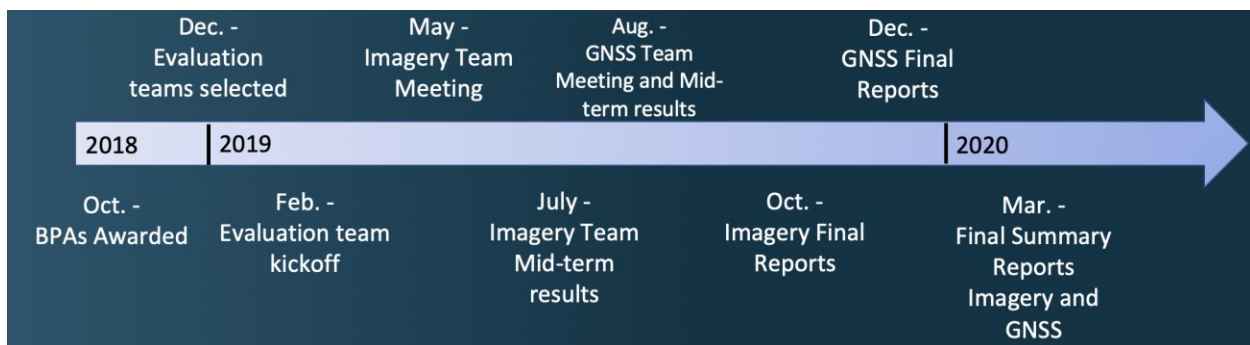 Dec. -
Evaluation
teams selected
May -
Imagery Team
Meeting
Aug. -
GNSS Team
Meeting and Mid-
term results
Dec. -
GNSS Final
Reports
2018
2019
2020
Oct. -
BPAs Awarded
Feb. -
Evaluation team
kickoff
July -
Imagery Team
Mid-term
results
Oct. -
Imagery Final
Reports
Mar. -
Final Summary
Reports
Imagery and
GNSS